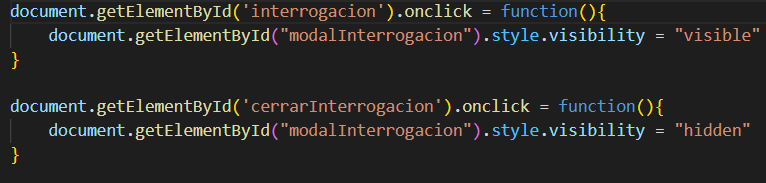 document.getElementById('interrogacion').onclick = function(){
    document.getElementById("modalInterrogacion").style.visibility = "visible"
}

document.getElementById('cerrarInterrogacion').onclick = function(){
    document.getElementById("modalInterrogacion").style.visibility = "hidden"
}